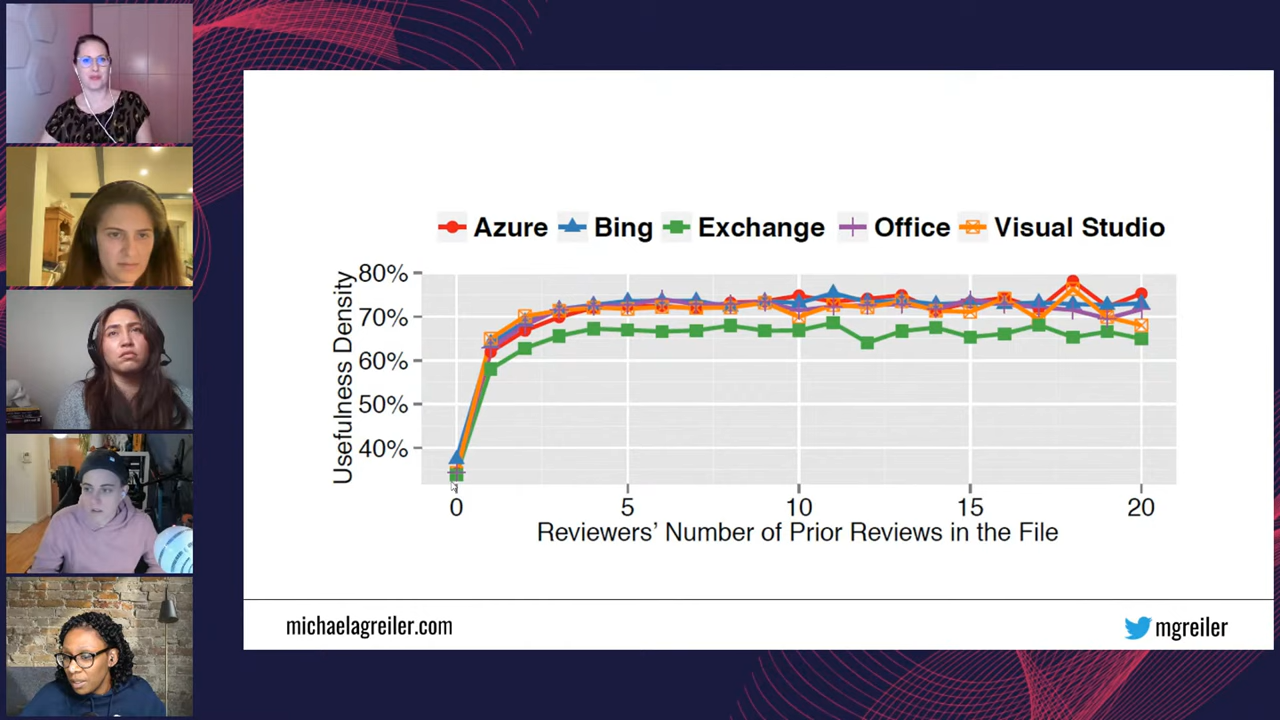 Azure Bing Exchange Office Visual Studio
Usefulness Density
80%
70%
60%
50%
40%
0 5 10 15 20
Reviewers' Number of Prior Reviews in the File
michaelagreiler.com
mgreiler